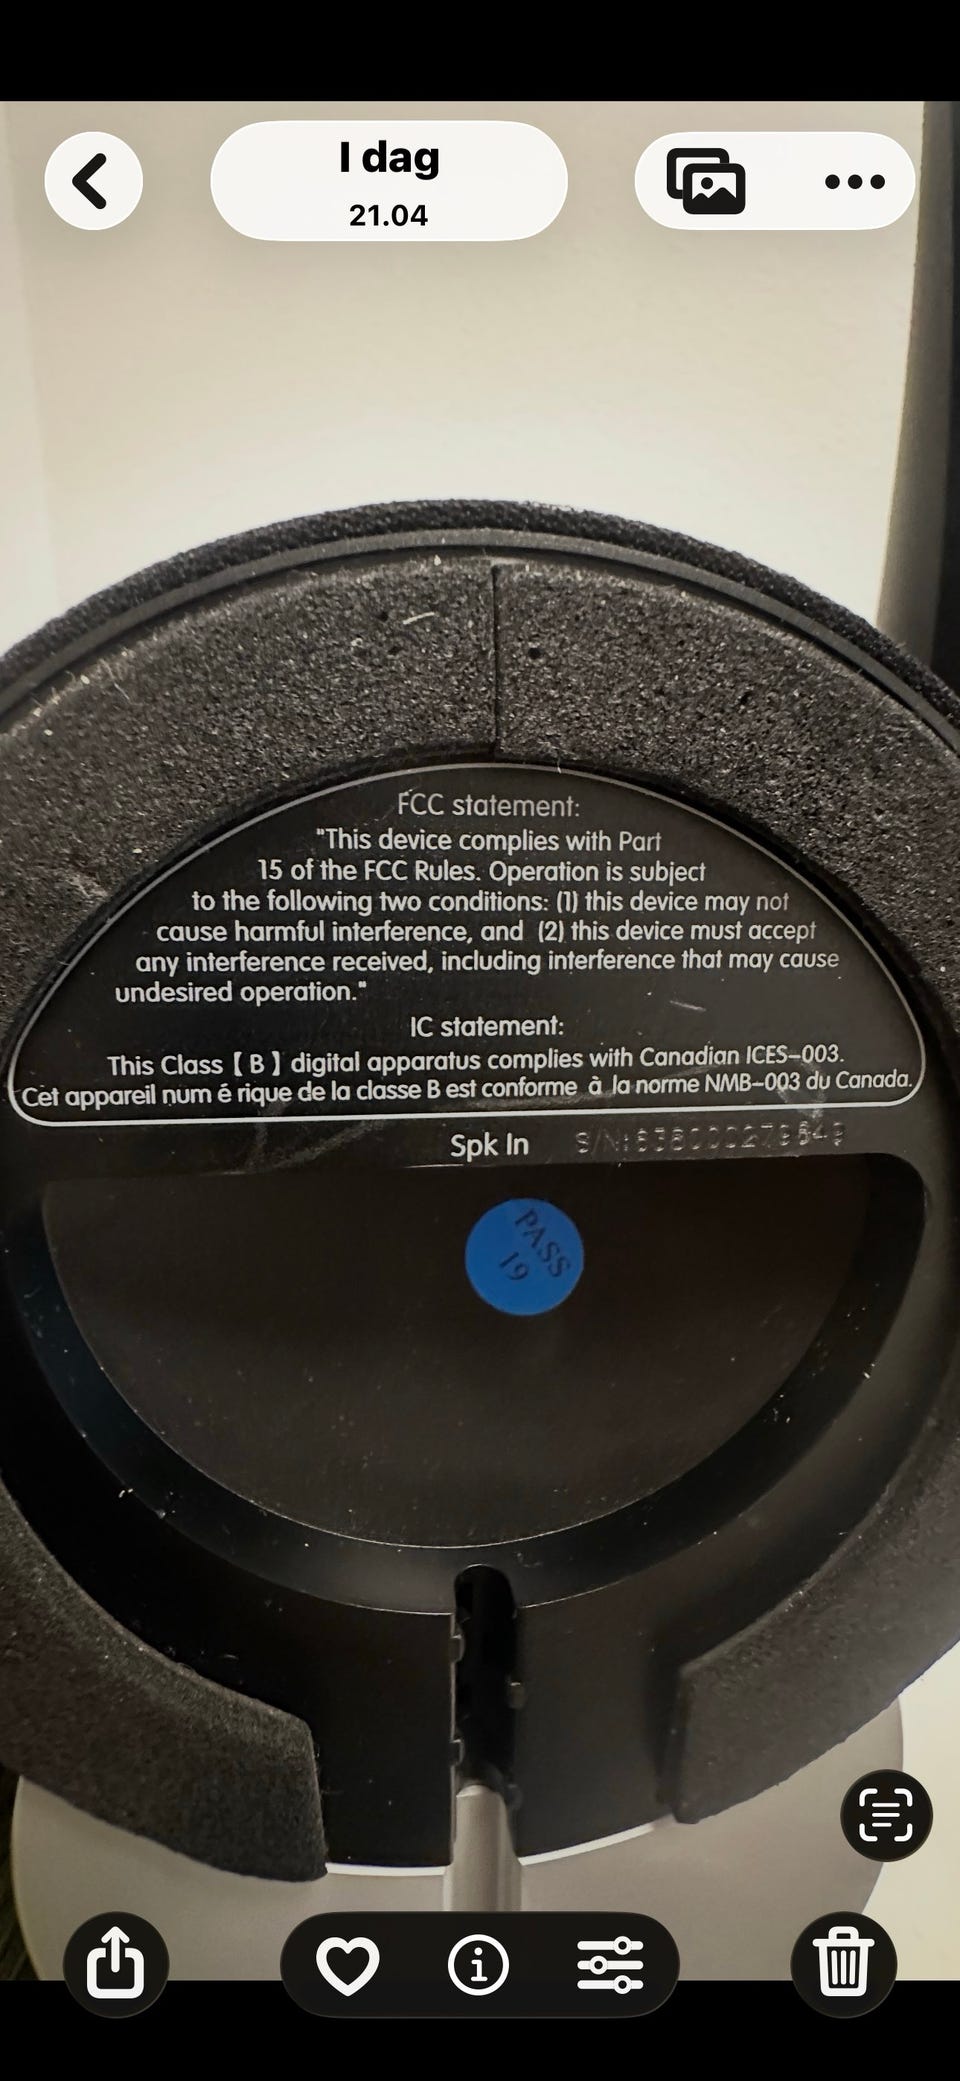 I dag
21.04
FCC statement:
"This device complies with Part
15 of the FCC Rules. Operation is subject
to the following two conditions: (1) this device may not
cause harmful interference, and (2) this device must accept
any interference received, including interference that may cause
undesired operation."
IC statement:
This Class【B】digital apparatus complies with Canadian ICES-003.
Cet appareil num é rique de la classe B est conforme à la norme NMB-003 du Canada.
Spk In
PASS
19